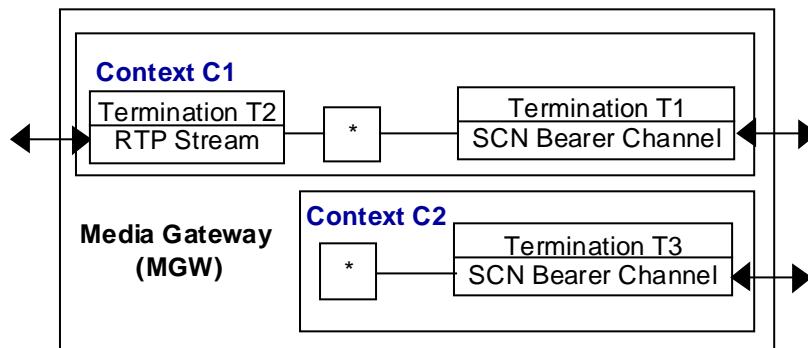 Context C1
Termination T2
RTP Stream
*
Termination T1
SCN Bearer Channel
Context C2
Media Gateway
(MGW)
*
Termination T3
SCN Bearer Channel